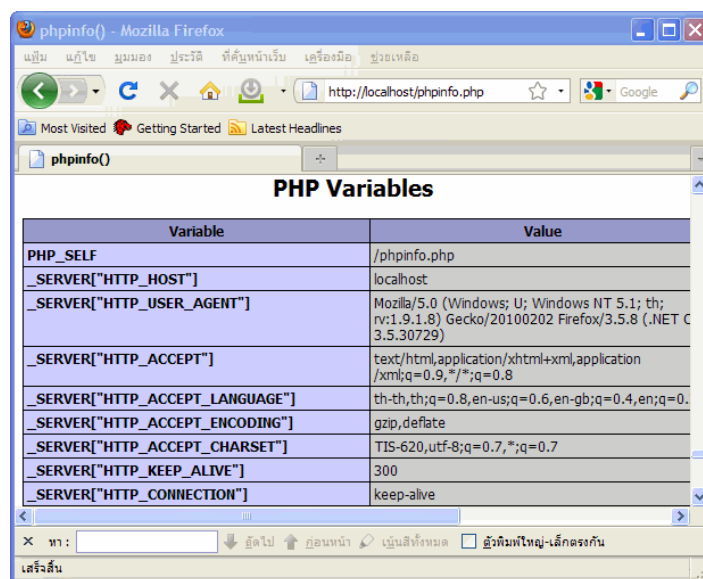 phpinfo() - Mozilla Firefox
แฟ้ม แก้ไข มุมมอง ประวัติ ที่คั่นหน้าเว็บ เครื่องมือ ช่วยเหลือ
http://localhost/phpinfo.php Google
Most Visited Getting Started Latest Headlines
phpinfo()
PHP Variables
Variable Value
PHP_SELF /phpinfo.php
_SERVER["HTTP_HOST"] localhost
_SERVER["HTTP_USER_AGENT"] Mozilla/5.0 (Windows; U; Windows NT 5.1; th;
rv:1.9.1.8) Gecko/20100202 Firefox/3.5.8 (.NET C
3.5.30729)
_SERVER["HTTP_ACCEPT"] text/html,application/xhtml+xml,application
/xml;q=0.9,*/*;q=0.8
_SERVER["HTTP_ACCEPT_LANGUAGE"] th-th,th;q=0.8,en-us;q=0.6,en-gb;q=0.4,en;q=0.
_SERVER["HTTP_ACCEPT_ENCODING"] gzip,deflate
_SERVER["HTTP_ACCEPT_CHARSET"] TIS-620,utf-8;q=0.7,*;q=0.7
_SERVER["HTTP_KEEP_ALIVE"] 300
_SERVER["HTTP_CONNECTION"] keep-alive
หา: ถัดไป ก่อนหน้า เน้นสีทั้งหมด ตัวพิมพ์ใหญ่-เล็กตรงกัน
เสร็จสิ้น